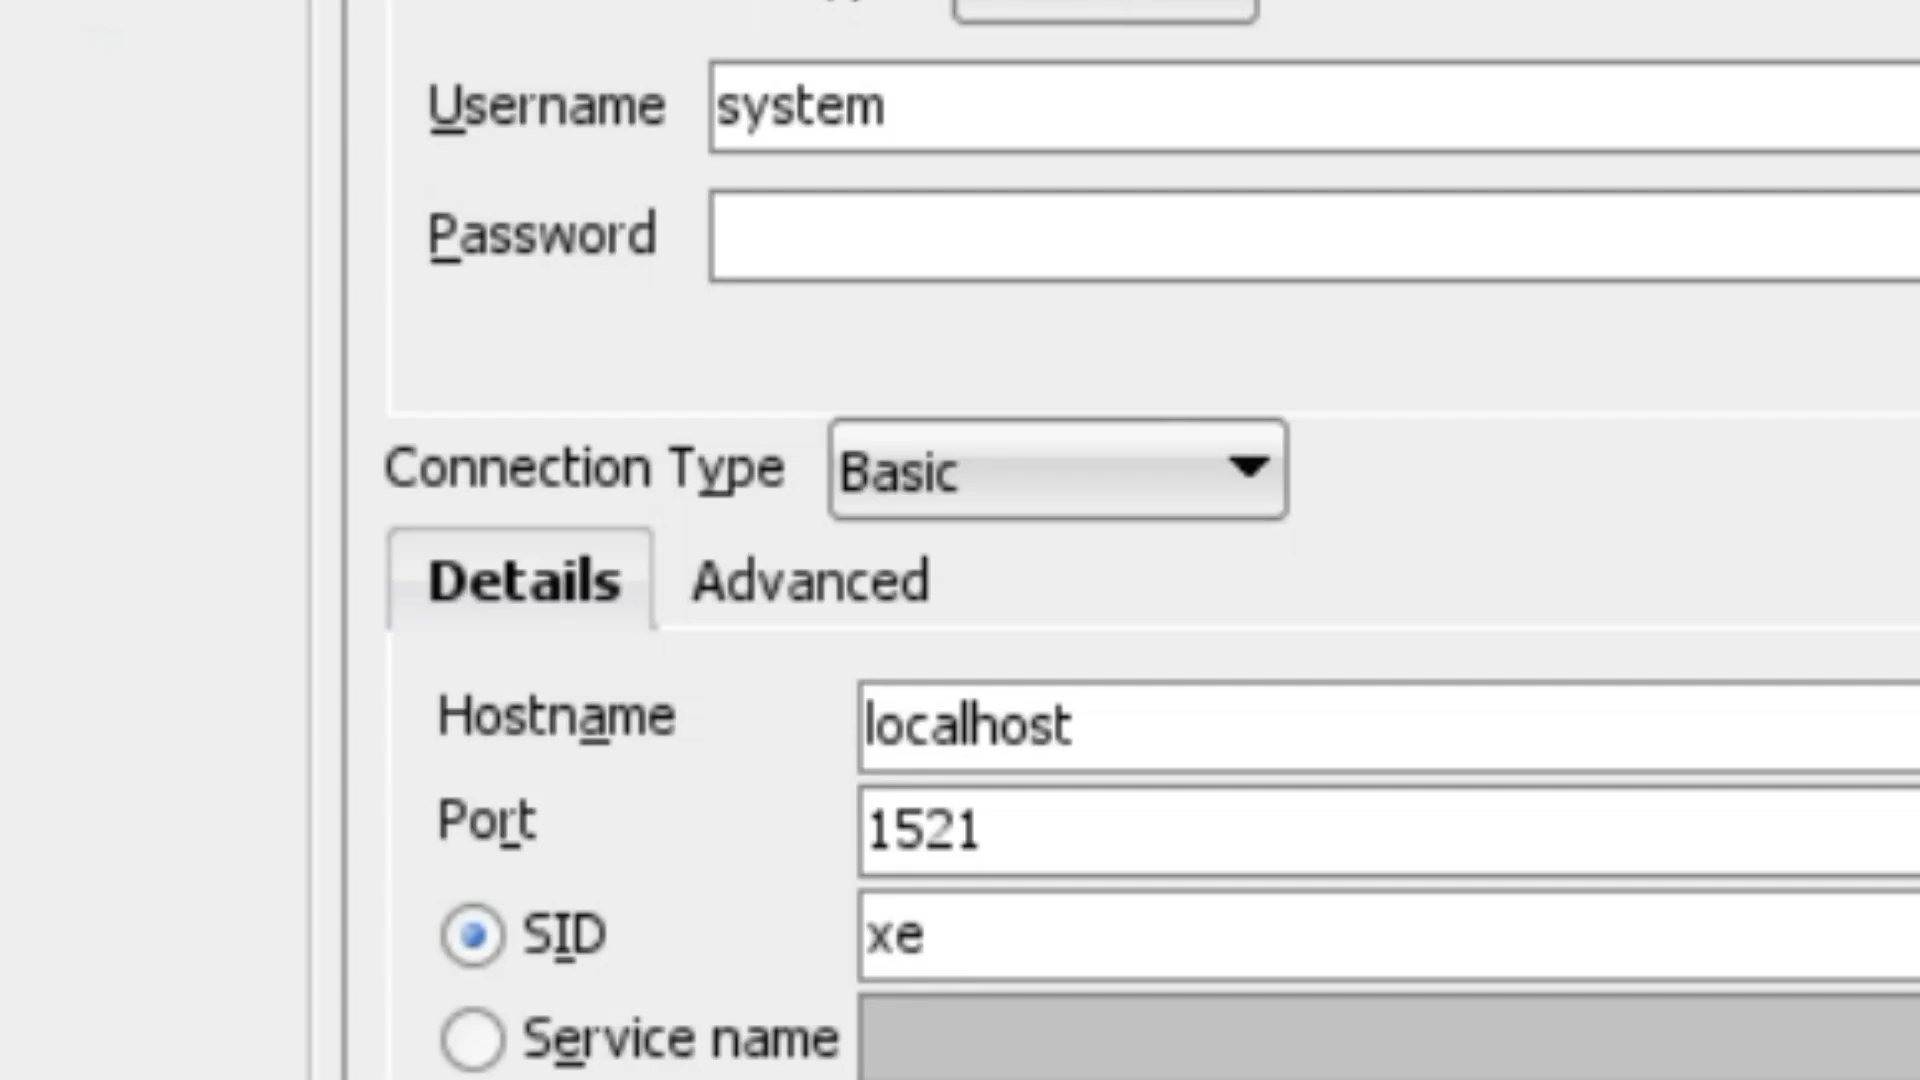 Username system
Password
Connection Type Basic
Details Advanced
Hostname localhost
Port 1521
SID xe
Service name